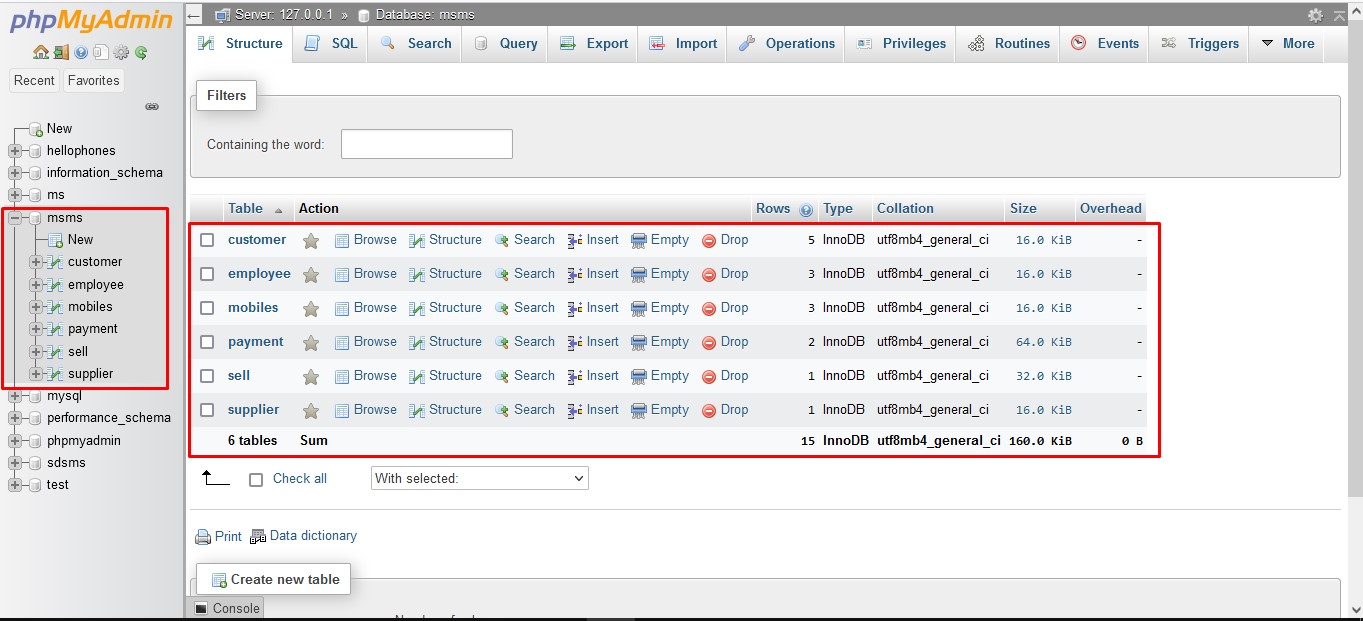 phpMyAdmin
Recent Favorites
New
hellophones
information_schema
ms
msms
New
customer
employee
mobiles
payment
sell
supplier
mysql
performance_schema
phpmyadmin
sdsms
test
Server: 127.0.0.1 » Database: msms
Structure SQL Search Query Export Import Operations Privileges Routines Events Triggers More
Filters
Containing the word:
Table Action Rows Type Collation Size Overhead
customer Browse Structure Search Insert Empty Drop 5 InnoDB utf8mb4_general_ci 16.0 KiB -
employee Browse Structure Search Insert Empty Drop 3 InnoDB utf8mb4_general_ci 16.0 KiB -
mobiles Browse Structure Search Insert Empty Drop 3 InnoDB utf8mb4_general_ci 16.0 KiB -
payment Browse Structure Search Insert Empty Drop 2 InnoDB utf8mb4_general_ci 64.0 KiB -
sell Browse Structure Search Insert Empty Drop 1 InnoDB utf8mb4_general_ci 32.0 KiB -
supplier Browse Structure Search Insert Empty Drop 1 InnoDB utf8mb4_general_ci 16.0 KiB -
6 tables Sum 15 InnoDB utf8mb4_general_ci 160.0 KiB 0 B
Check all With selected:
Print Data dictionary
Create new table
Console